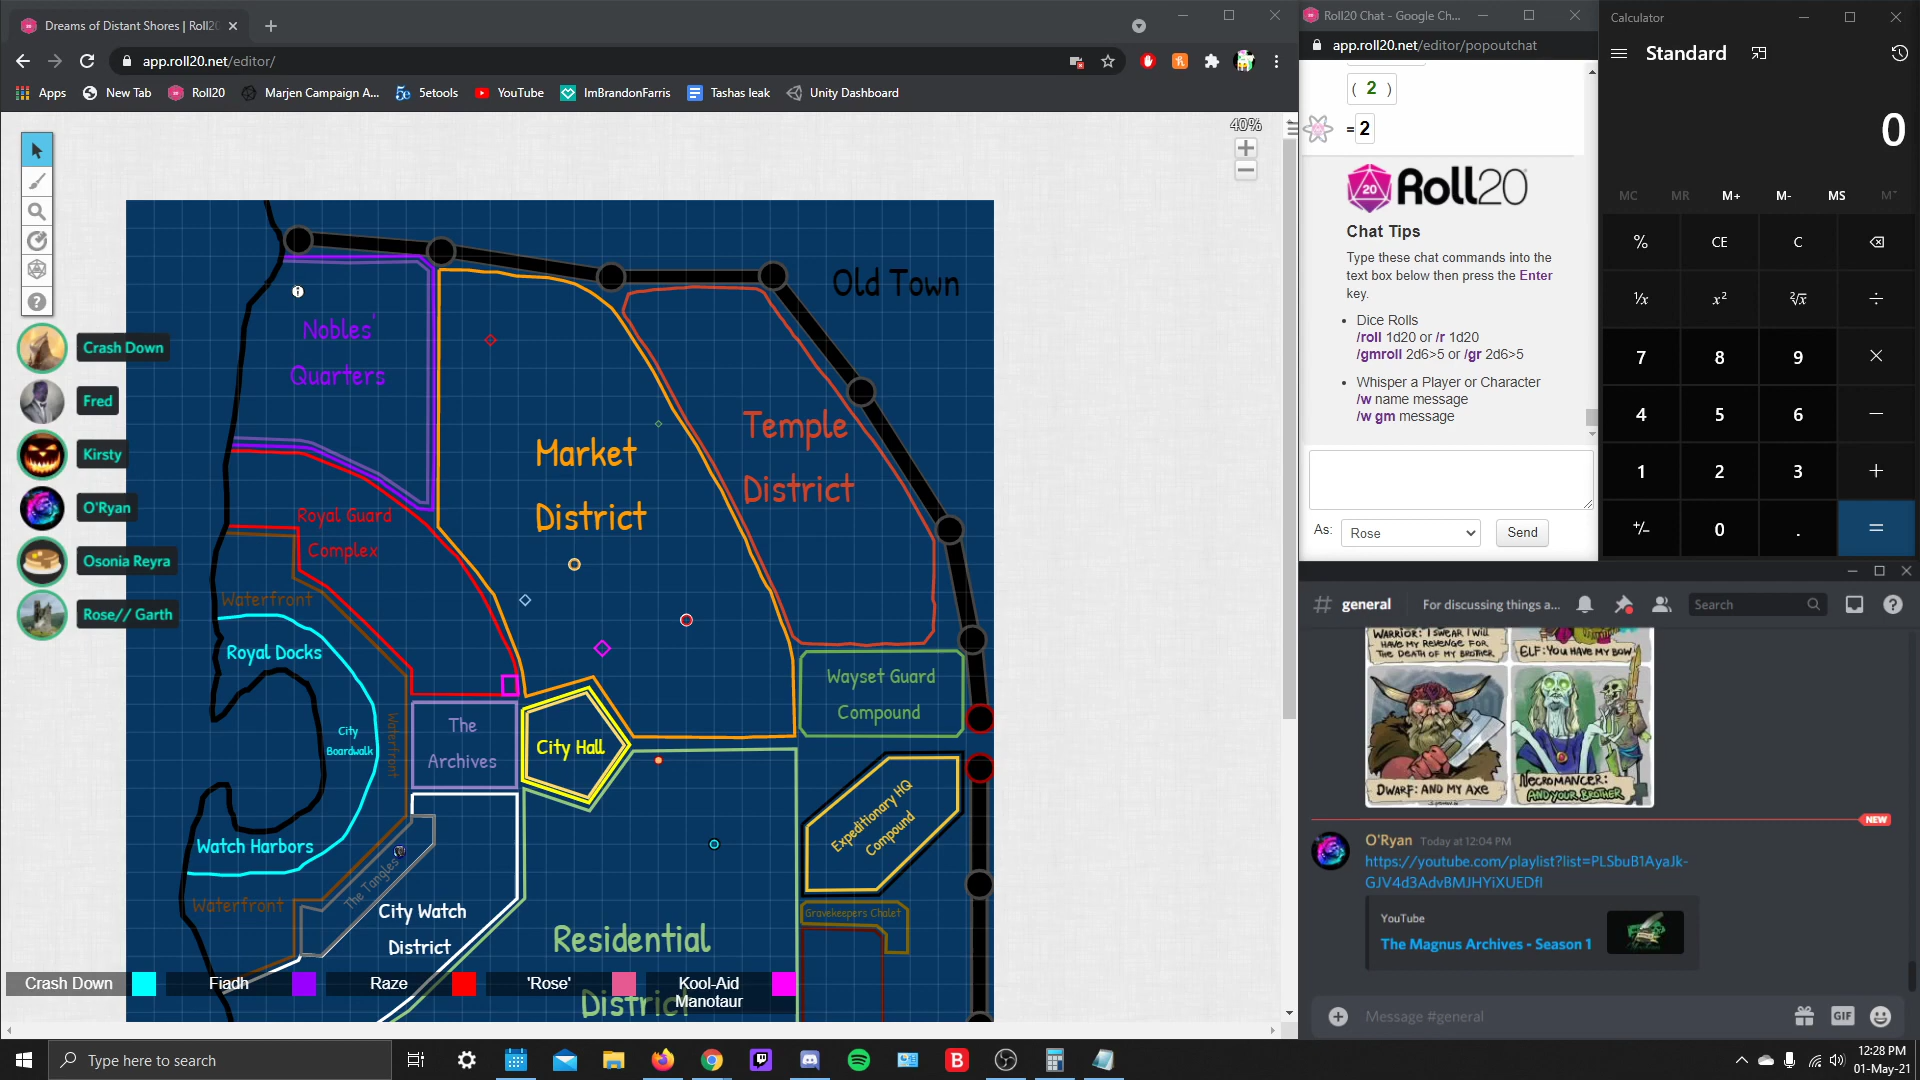 Dreams of Distant Shores | Roll20
app.roll20.net/editor/
Apps
New Tab
Roll20
Marjen Campaign A...
5etools
YouTube
ImBrandonFarris
Tashas leak
Unity Dashboard
40%
Old Town
Nobles'
Quarters
Market
District
Temple
District
Royal Guard
Complex
Waterfront
Royal Docks
City
Boardwalk
Waterfront
The
Archives
City Hall
Wayset Guard
Compound
Expeditionary HQ
Compound
Watch Harbors
The Tangles
Waterfront
City Watch
District
Gravekeepers Chalet
Residential
District
Crash Down
Fred
Kirsty
O'Ryan
Osonia Reyra
Rose// Garth
Crash Down
Fiadh
Raze
'Rose'
Kool-Aid
Manotaur
Roll20 Chat - Google Ch...
app.roll20.net/editor/popoutchat
( 2 )
=2
20
Roll20
Chat Tips
Type these chat commands into the
text box below then press the Enter
key.
• Dice Rolls
/roll 1d20 or /r 1d20
/gmroll 2d6>5 or /gr 2d6>5
• Whisper a Player or Character
/w name message
/w gm message
As:
Rose
Send
Calculator
Standard
0
MC MR M+ M- MS M˅
% CE C
¹/x x² ²√x ÷
7 8 9 ×
4 5 6 −
1 2 3 +
+/- 0 . =
# general
For discussing things a...
Search
WARRIOR: I SWEAR I WILL
HAVE MY REVENGE FOR
THE DEATH OF MY BROTHER
ELF: YOU HAVE MY BOW
DWARF: AND MY AXE
NECROMANCER:
AND YOUR BROTHER
NEW
O'Ryan Today at 12:04 PM
https://youtube.com/playlist?list=PLSbuB1AyaJk-
GJV4d3AdvBMJHYiXUEDfI
YouTube
The Magnus Archives - Season 1
Message #general
GIF
Type here to search
12:28 PM
01-May-21